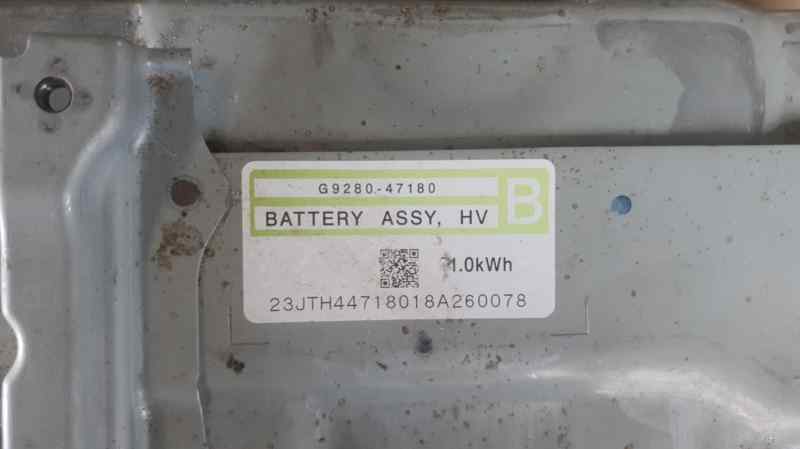 G9280-47180
BATTERY ASSY, HV
B
1.0kWh
23JTH44718018A260078